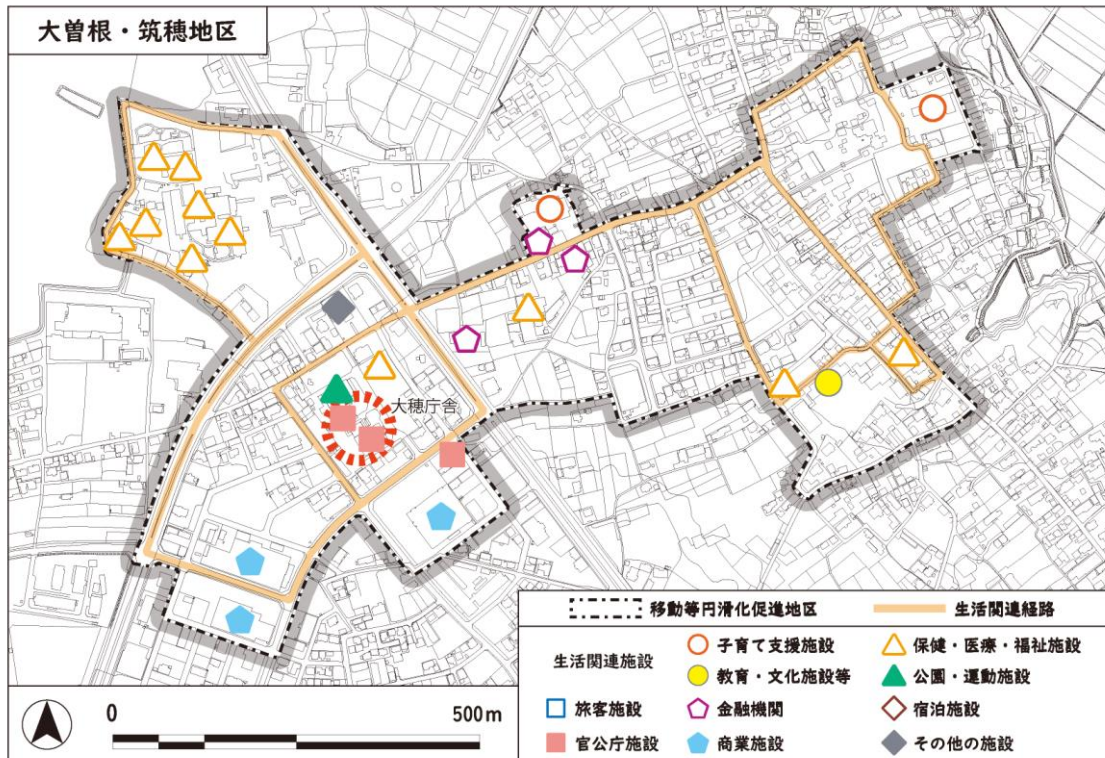 大曽根・筑穂地区
大穂庁舎
0 500m
移動等円滑化促進地区 生活関連経路
生活関連施設
子育て支援施設 保健・医療・福祉施設
教育・文化施設等 公園・運動施設
旅客施設 金融機関 宿泊施設
官公庁施設 商業施設 その他の施設